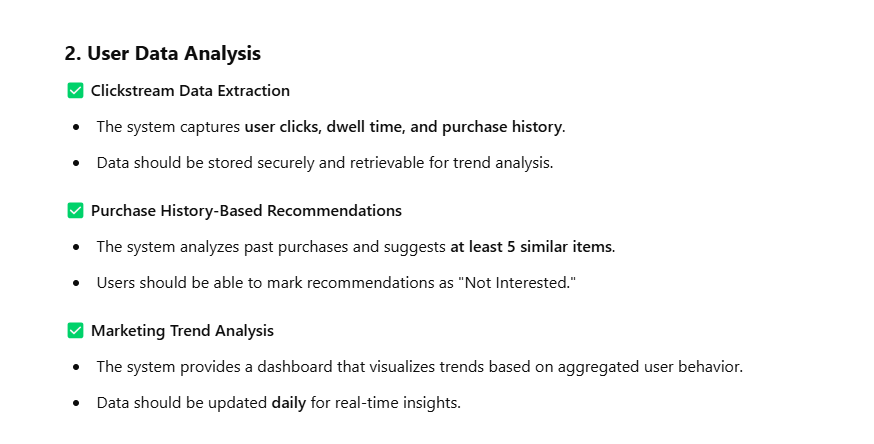 2. User Data Analysis
✅ Clickstream Data Extraction
• The system captures user clicks, dwell time, and purchase history.
• Data should be stored securely and retrievable for trend analysis.
✅ Purchase History-Based Recommendations
• The system analyzes past purchases and suggests at least 5 similar items.
• Users should be able to mark recommendations as "Not Interested."
✅ Marketing Trend Analysis
• The system provides a dashboard that visualizes trends based on aggregated user behavior.
• Data should be updated daily for real-time insights.